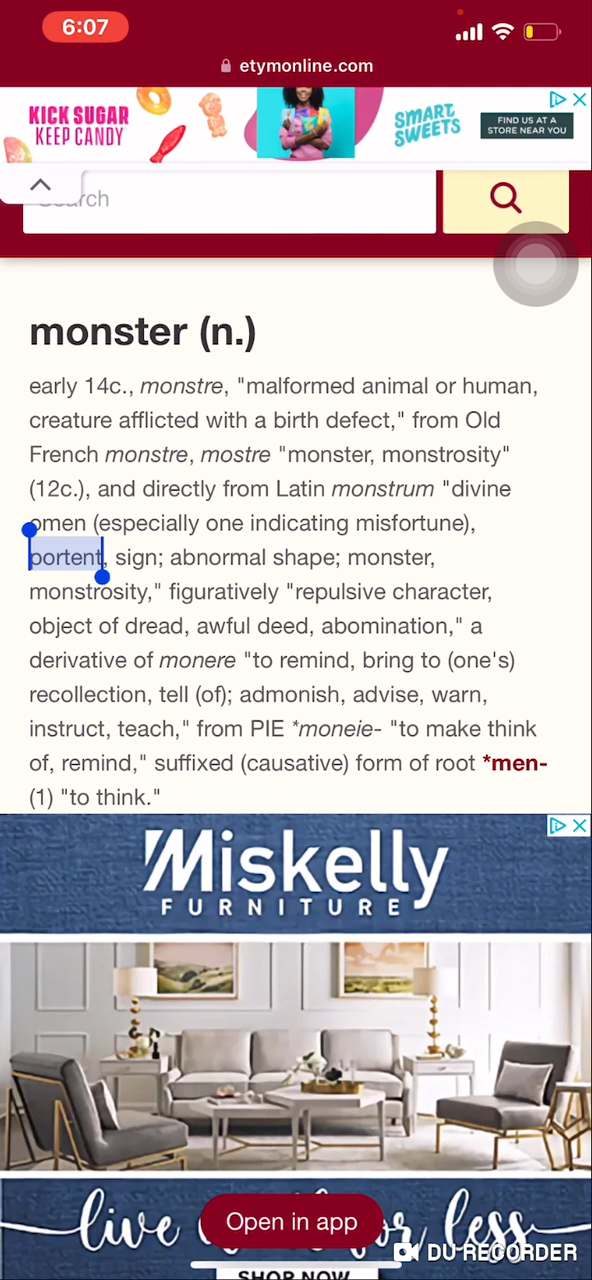 6:07
etymonline.com
KICK SUGAR
KEEP CANDY
SMART
SWEETS
FIND US AT A
STORE NEAR YOU
Search
monster (n.)
early 14c., monstre, "malformed animal or human,
creature afflicted with a birth defect," from Old
French monstre, mostre "monster, monstrosity"
(12c.), and directly from Latin monstrum "divine
omen (especially one indicating misfortune),
portent, sign; abnormal shape; monster,
monstrosity," figuratively "repulsive character,
object of dread, awful deed, abomination," a
derivative of monere "to remind, bring to (one's)
recollection, tell (of); admonish, advise, warn,
instruct, teach," from PIE *moneie- "to make think
of, remind," suffixed (causative) form of root *men-
(1) "to think."
Miskelly
FURNITURE
live for less
Open in app
DU RECORDER
SHOP NOW